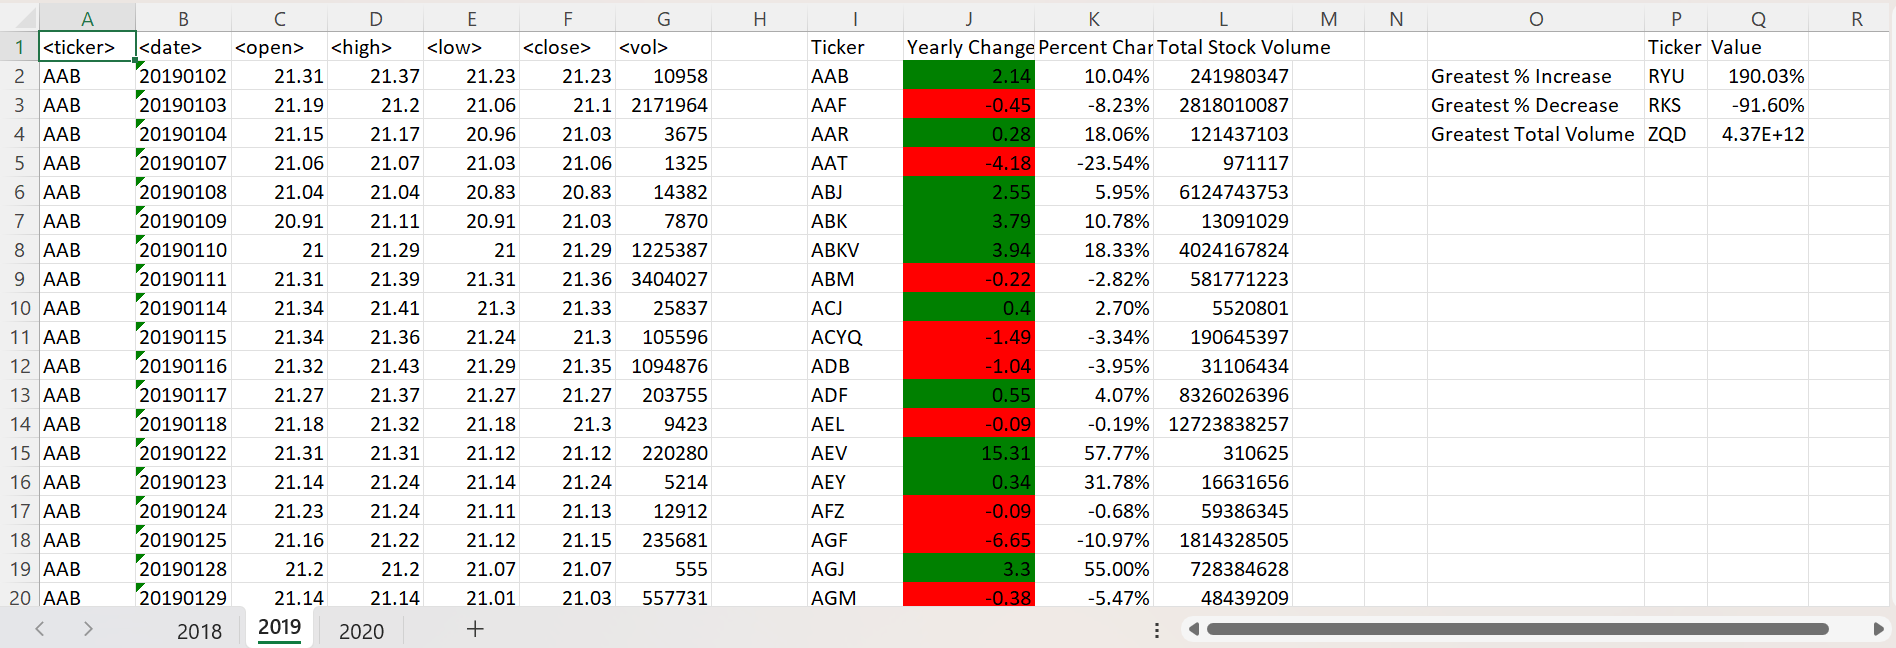 A B C D E F G H I J K L M N O P Q R
1 <ticker> <date> <open> <high> <low> <close> <vol> Ticker Yearly Change Percent Char Total Stock Volume Ticker Value
2 AAB 20190102 21.31 21.37 21.23 21.23 10958 AAB 2.14 10.04% 241980347 Greatest % Increase RYU 190.03%
3 AAB 20190103 21.19 21.2 21.06 21.1 2171964 AAF -0.45 -8.23% 2818010087 Greatest % Decrease RKS -91.60%
4 AAB 20190104 21.15 21.17 20.96 21.03 3675 AAR 0.28 18.06% 121437103 Greatest Total Volume ZQD 4.37E+12
5 AAB 20190107 21.06 21.07 21.03 21.06 1325 AAT -4.18 -23.54% 971117
6 AAB 20190108 21.04 21.04 20.83 20.83 14382 ABJ 2.55 5.95% 6124743753
7 AAB 20190109 20.91 21.11 20.91 21.03 7870 ABK 3.79 10.78% 13091029
8 AAB 20190110 21 21.29 21 21.29 1225387 ABKV 3.94 18.33% 4024167824
9 AAB 20190111 21.31 21.39 21.31 21.36 3404027 ABM -0.22 -2.82% 581771223
10 AAB 20190114 21.34 21.41 21.3 21.33 25837 ACJ 0.4 2.70% 5520801
11 AAB 20190115 21.34 21.36 21.24 21.3 105596 ACYQ -1.49 -3.34% 190645397
12 AAB 20190116 21.32 21.43 21.29 21.35 1094876 ADB -1.04 -3.95% 31106434
13 AAB 20190117 21.27 21.37 21.27 21.27 203755 ADF 0.55 4.07% 8326026396
14 AAB 20190118 21.18 21.32 21.18 21.3 9423 AEL -0.09 -0.19% 12723838257
15 AAB 20190122 21.31 21.31 21.12 21.12 220280 AEV 15.31 57.77% 310625
16 AAB 20190123 21.14 21.24 21.14 21.24 5214 AEY 0.34 31.78% 16631656
17 AAB 20190124 21.23 21.24 21.11 21.13 12912 AFZ -0.09 -0.68% 59386345
18 AAB 20190125 21.16 21.22 21.12 21.15 235681 AGF -6.65 -10.97% 1814328505
19 AAB 20190128 21.2 21.2 21.07 21.07 555 AGJ 3.3 55.00% 728384628
20 AAB 20190129 21.14 21.14 21.01 21.03 557731 AGM -0.38 -5.47% 48439209
2018 2019 2020 +